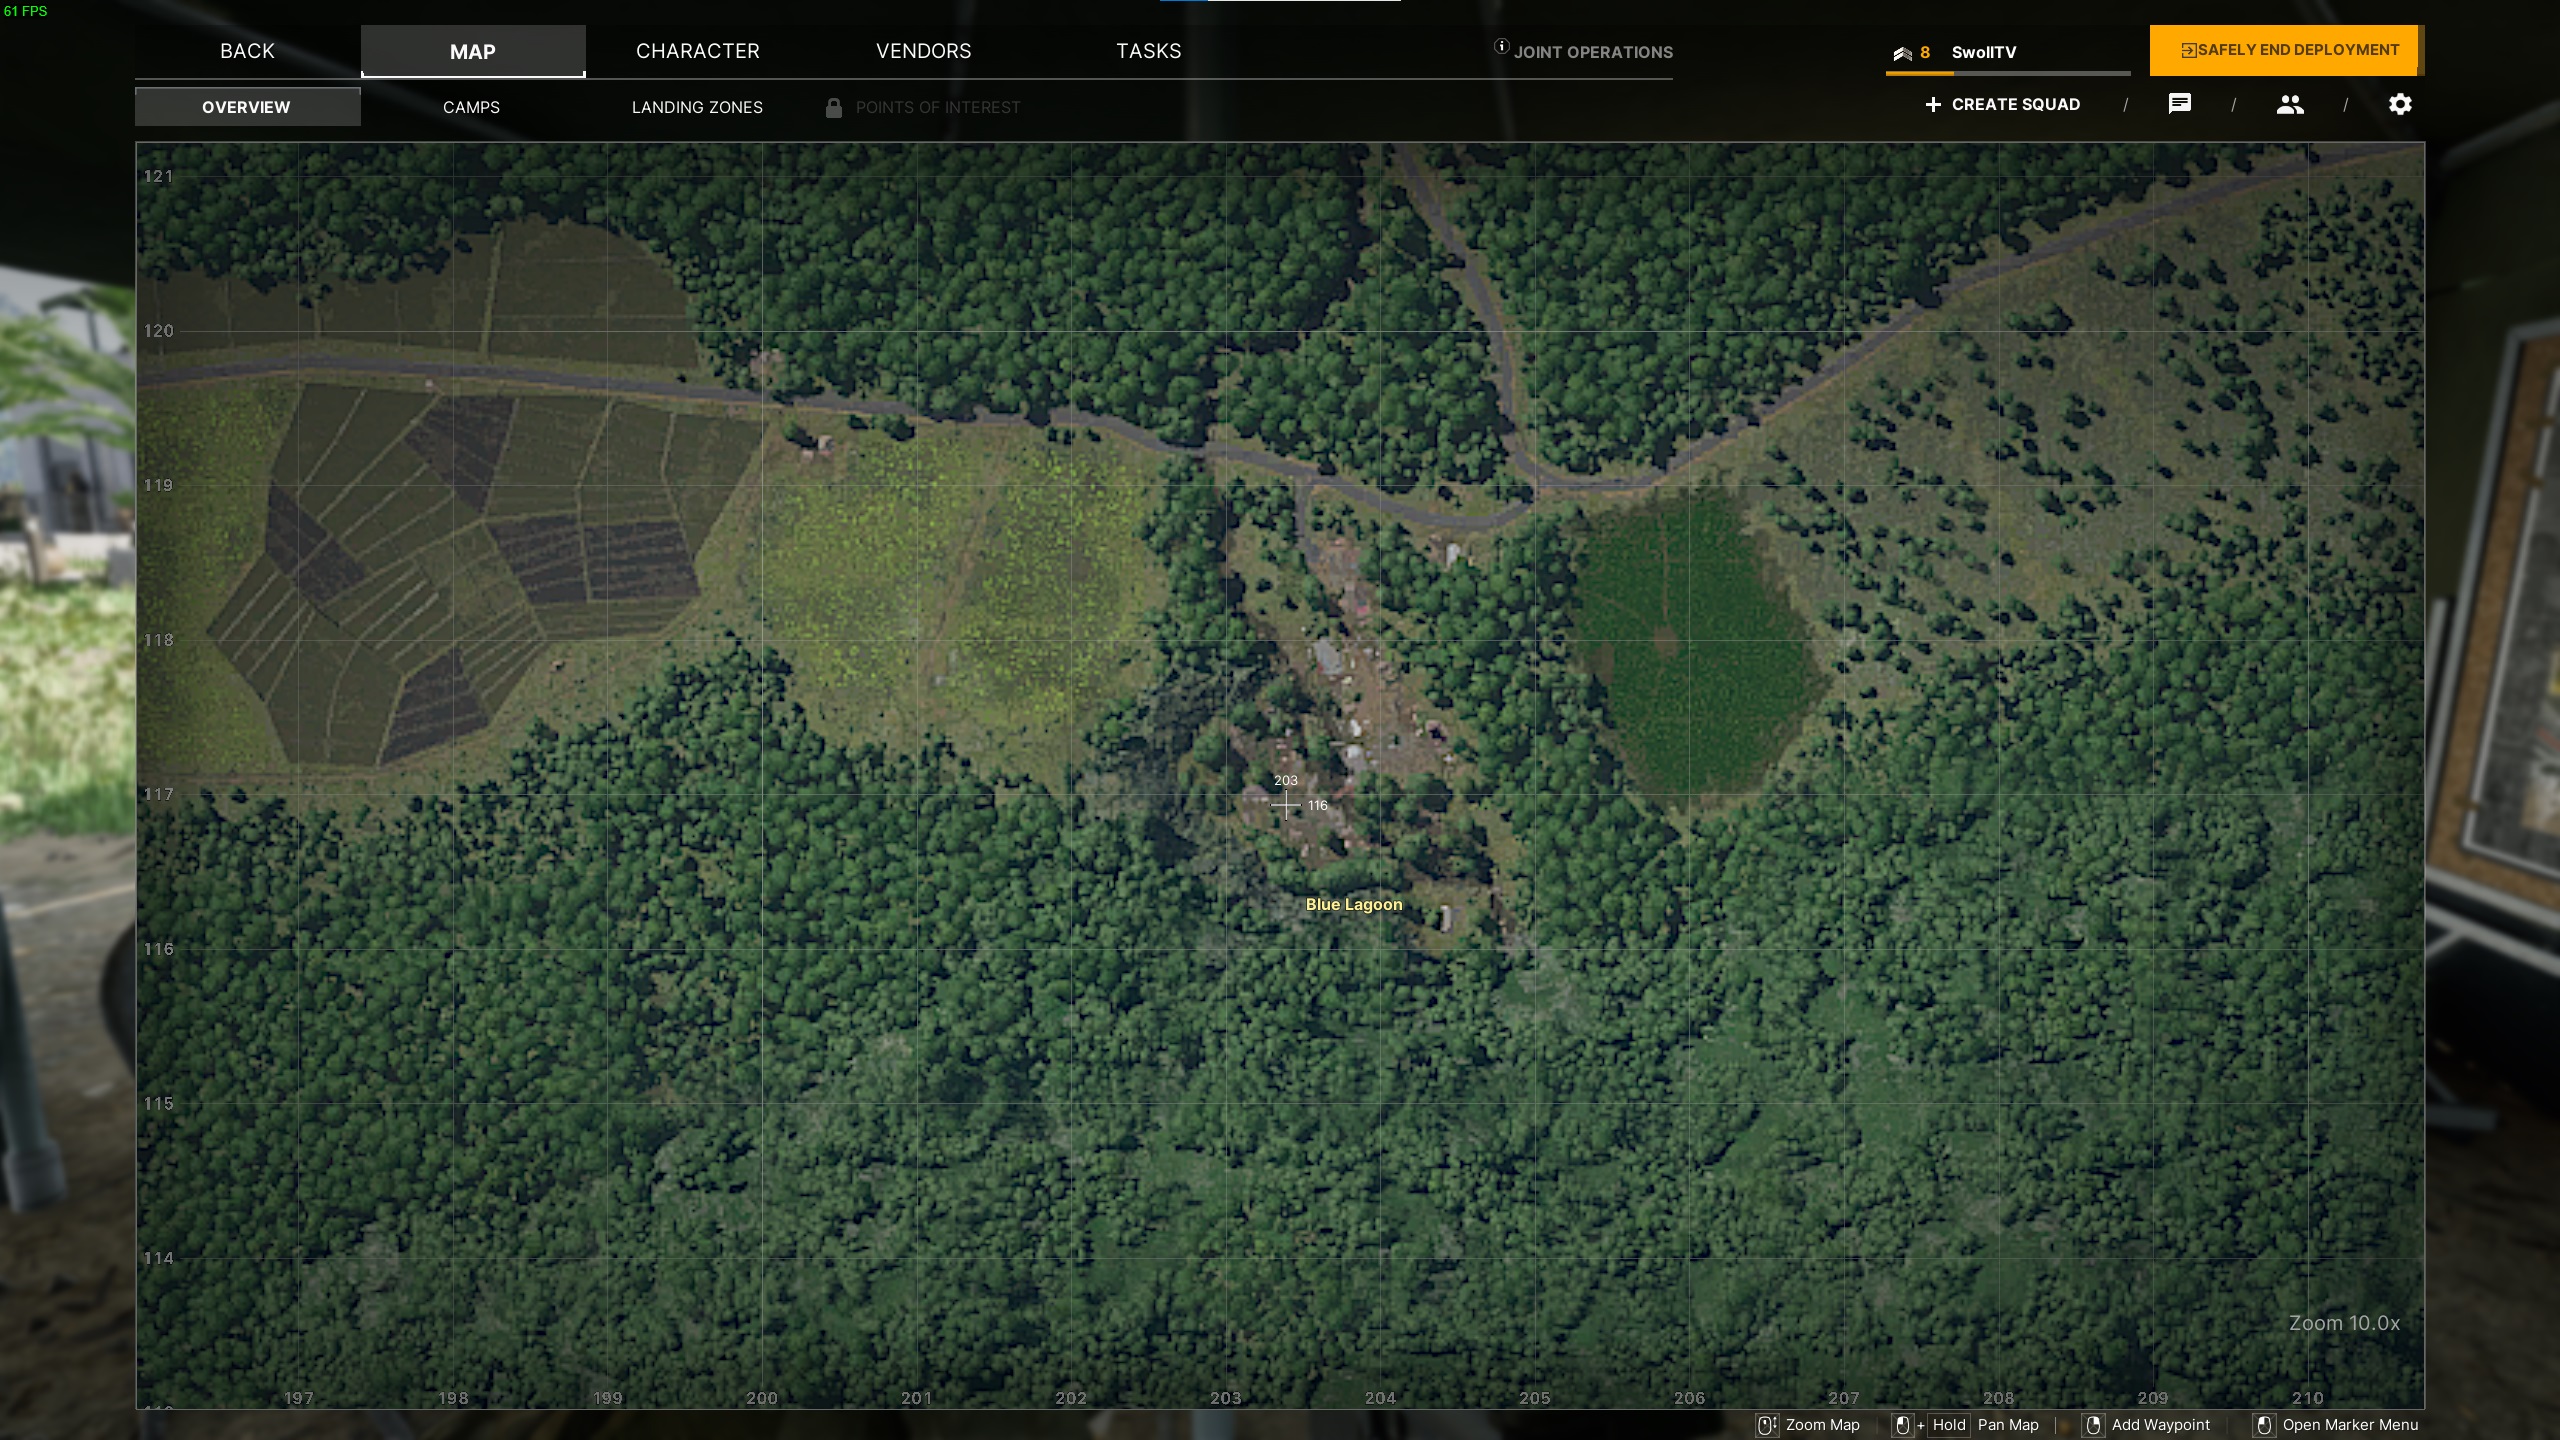 61 FPS
BACK
MAP
CHARACTER
VENDORS
TASKS
JOINT OPERATIONS
8 SwollTV
SAFELY END DEPLOYMENT
OVERVIEW
CAMPS
LANDING ZONES
POINTS OF INTEREST
CREATE SQUAD / / /
121
120
119
118
117
203
116
Blue Lagoon
116
115
114
Zoom 10.0x
197 198 199 200 201 202 203 204 205 206 207 208 209 210
Zoom Map | + Hold Pan Map | Add Waypoint | Open Marker Menu